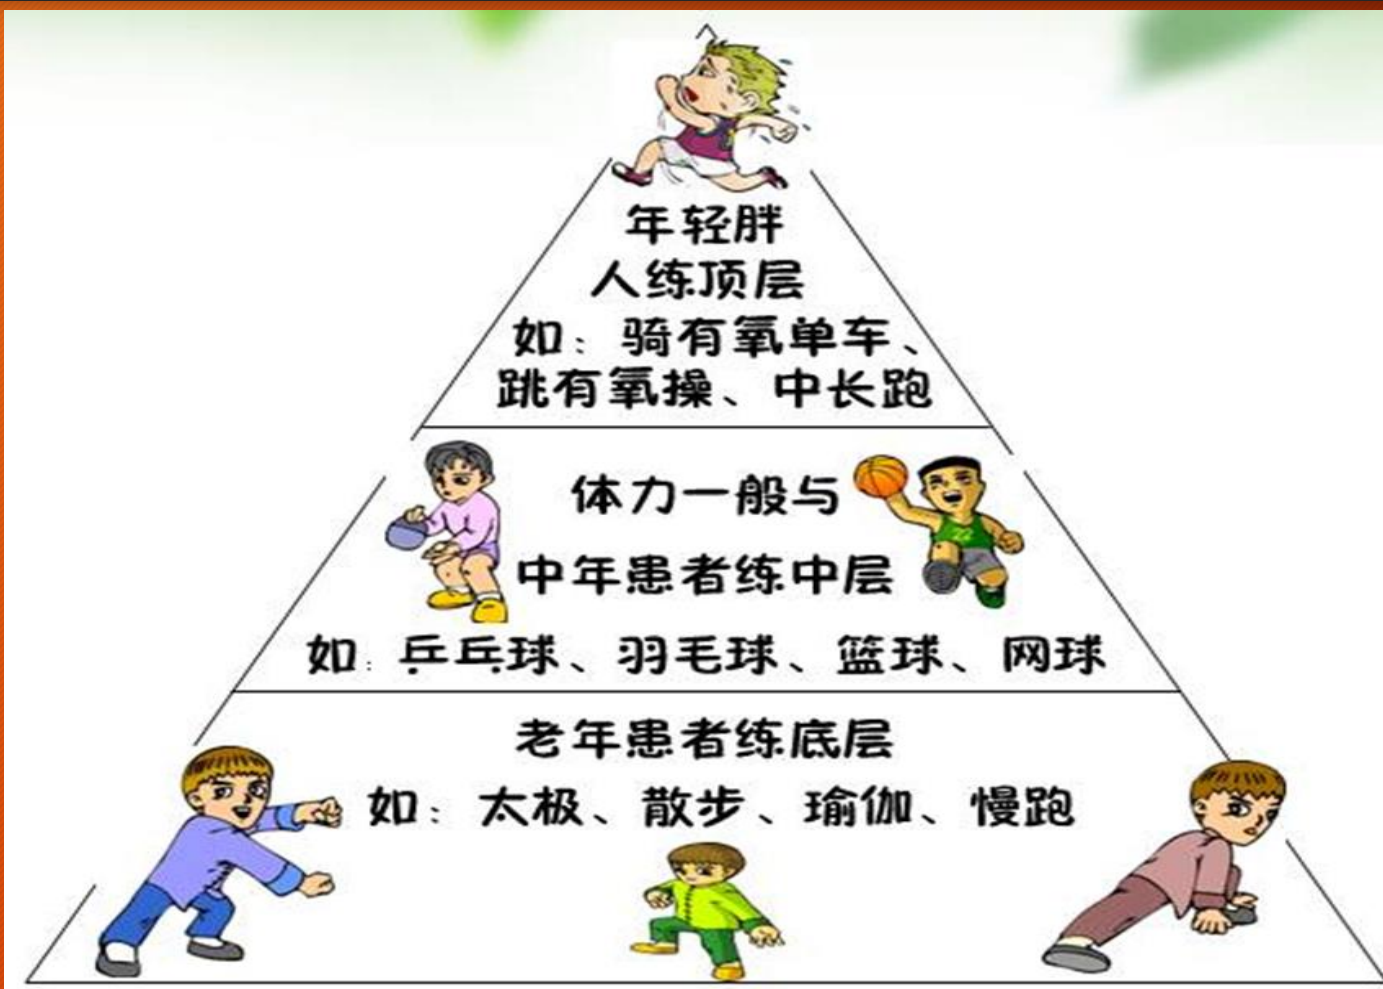 年轻胖
人练顶层
如：骑有氧单车、
跳有氧操、中长跑
体力一般与
中年患者练中层
如：乒乓球、羽毛球、篮球、网球
老年患者练底层
如：太极、散步、瑜伽、慢跑